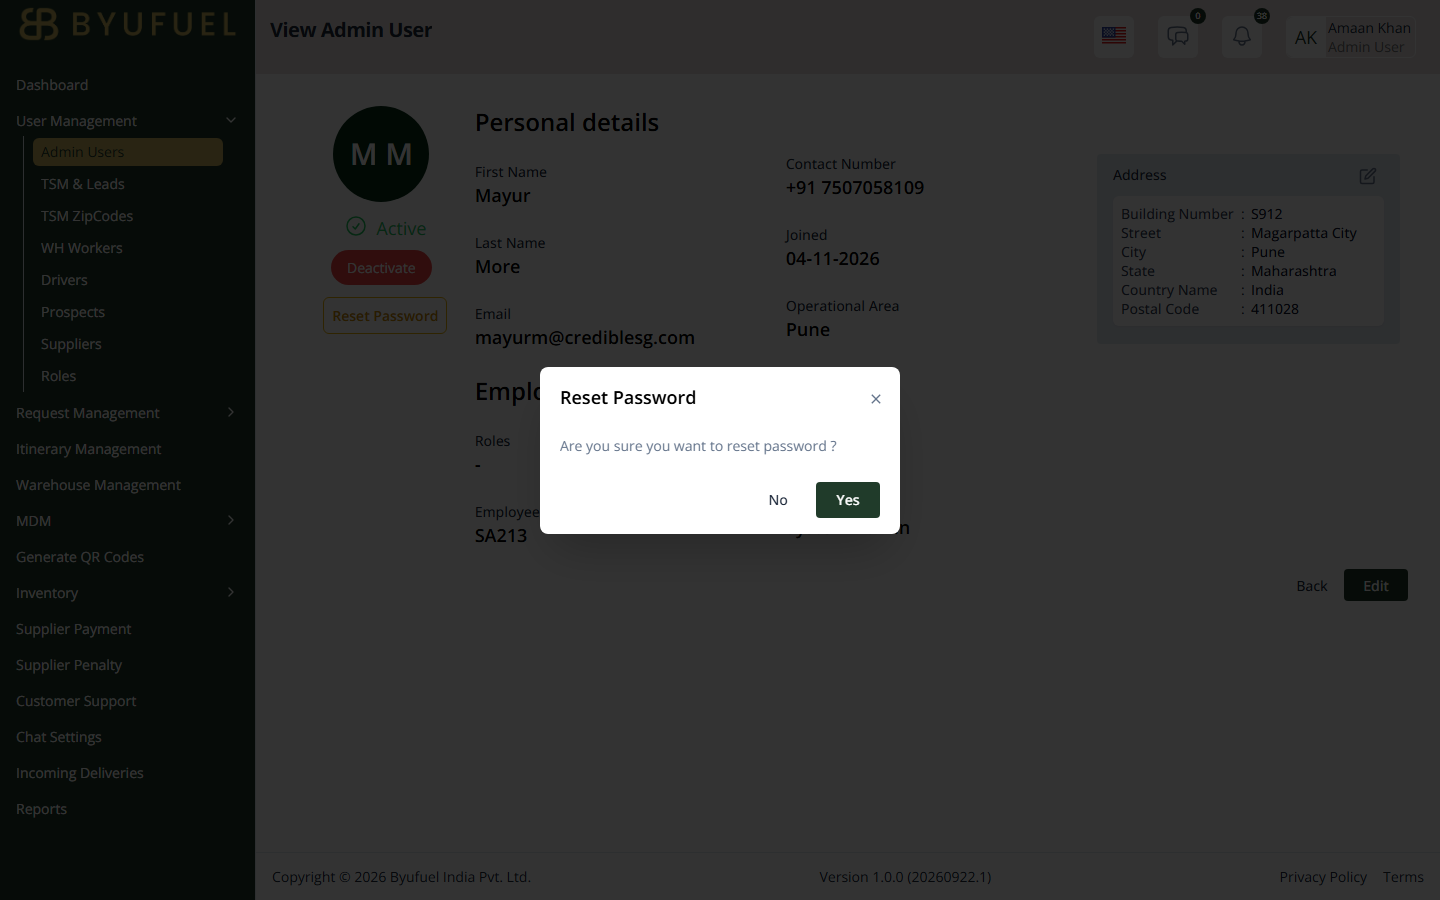 BYUFUEL
View Admin User
0
38
AK
Amaan Khan
Admin User
Dashboard
User Management
Admin Users
TSM & Leads
TSM ZipCodes
WH Workers
Drivers
Prospects
Suppliers
Roles
Request Management
Itinerary Management
Warehouse Management
MDM
Generate QR Codes
Inventory
Supplier Payment
Supplier Penalty
Customer Support
Chat Settings
Incoming Deliveries
Reports
M M
Active
Deactivate
Reset Password
Personal details
First Name
Mayur
Last Name
More
Email
mayurm@crediblesg.com
Contact Number
+91 7507058109
Joined
04-11-2026
Operational Area
Pune
Address
Building Number : S912
Street : Magarpatta City
City : Pune
State : Maharashtra
Country Name : India
Postal Code : 411028
Roles
-
Employee
SA213
Reset Password
×
Are you sure you want to reset password ?
No
Yes
Back
Edit
Copyright © 2026 Byufuel India Pvt. Ltd.
Version 1.0.0 (20260922.1)
Privacy Policy
Terms